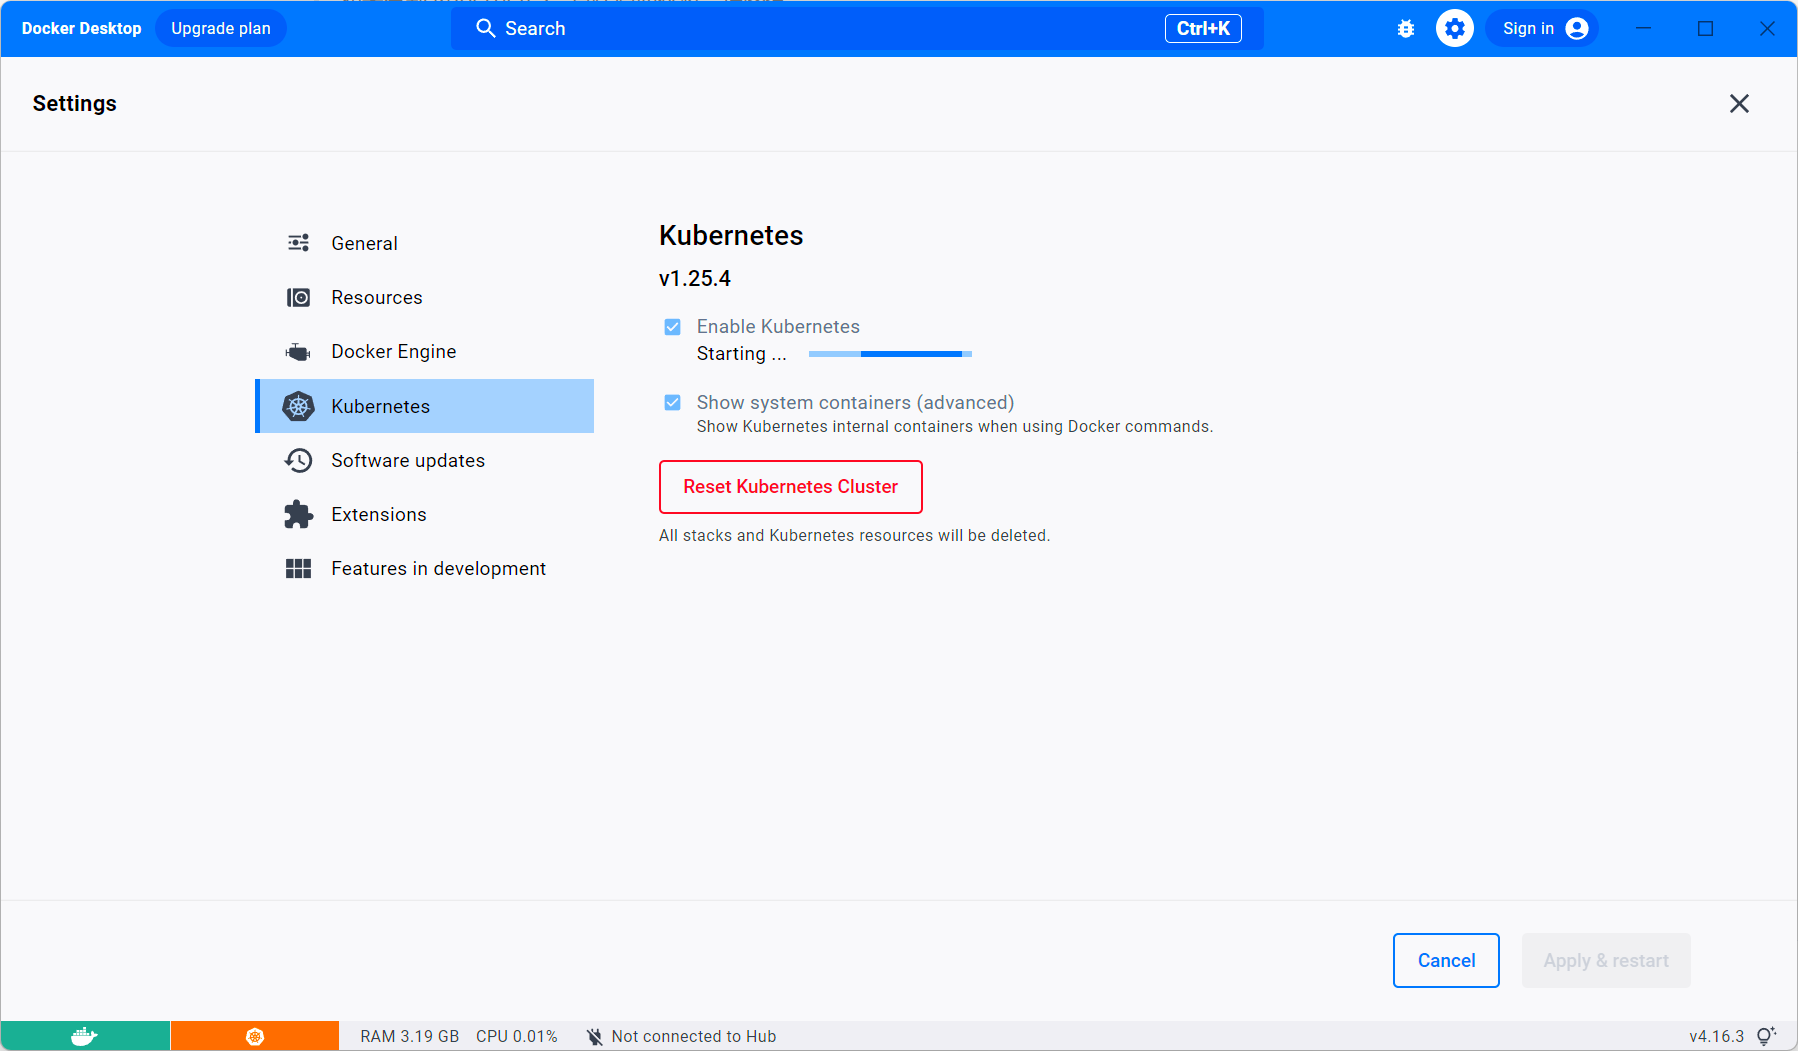 Docker Desktop
Upgrade plan
Search
Ctrl+K
Sign in
Settings
General
Resources
Docker Engine
Kubernetes
Software updates
Extensions
Features in development
Kubernetes
v1.25.4
Enable Kubernetes
Starting ...
Show system containers (advanced)
Show Kubernetes internal containers when using Docker commands.
Reset Kubernetes Cluster
All stacks and Kubernetes resources will be deleted.
Cancel
Apply & restart
RAM 3.19 GB CPU 0.01% Not connected to Hub
v4.16.3